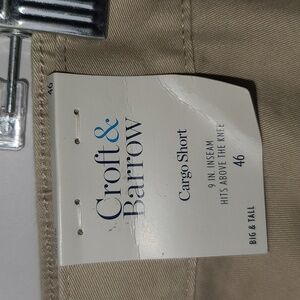 46
Croft&
Barrow
Cargo Short
9 IN. INSEAM
HITS ABOVE THE KNEE
46
BIG & TALL